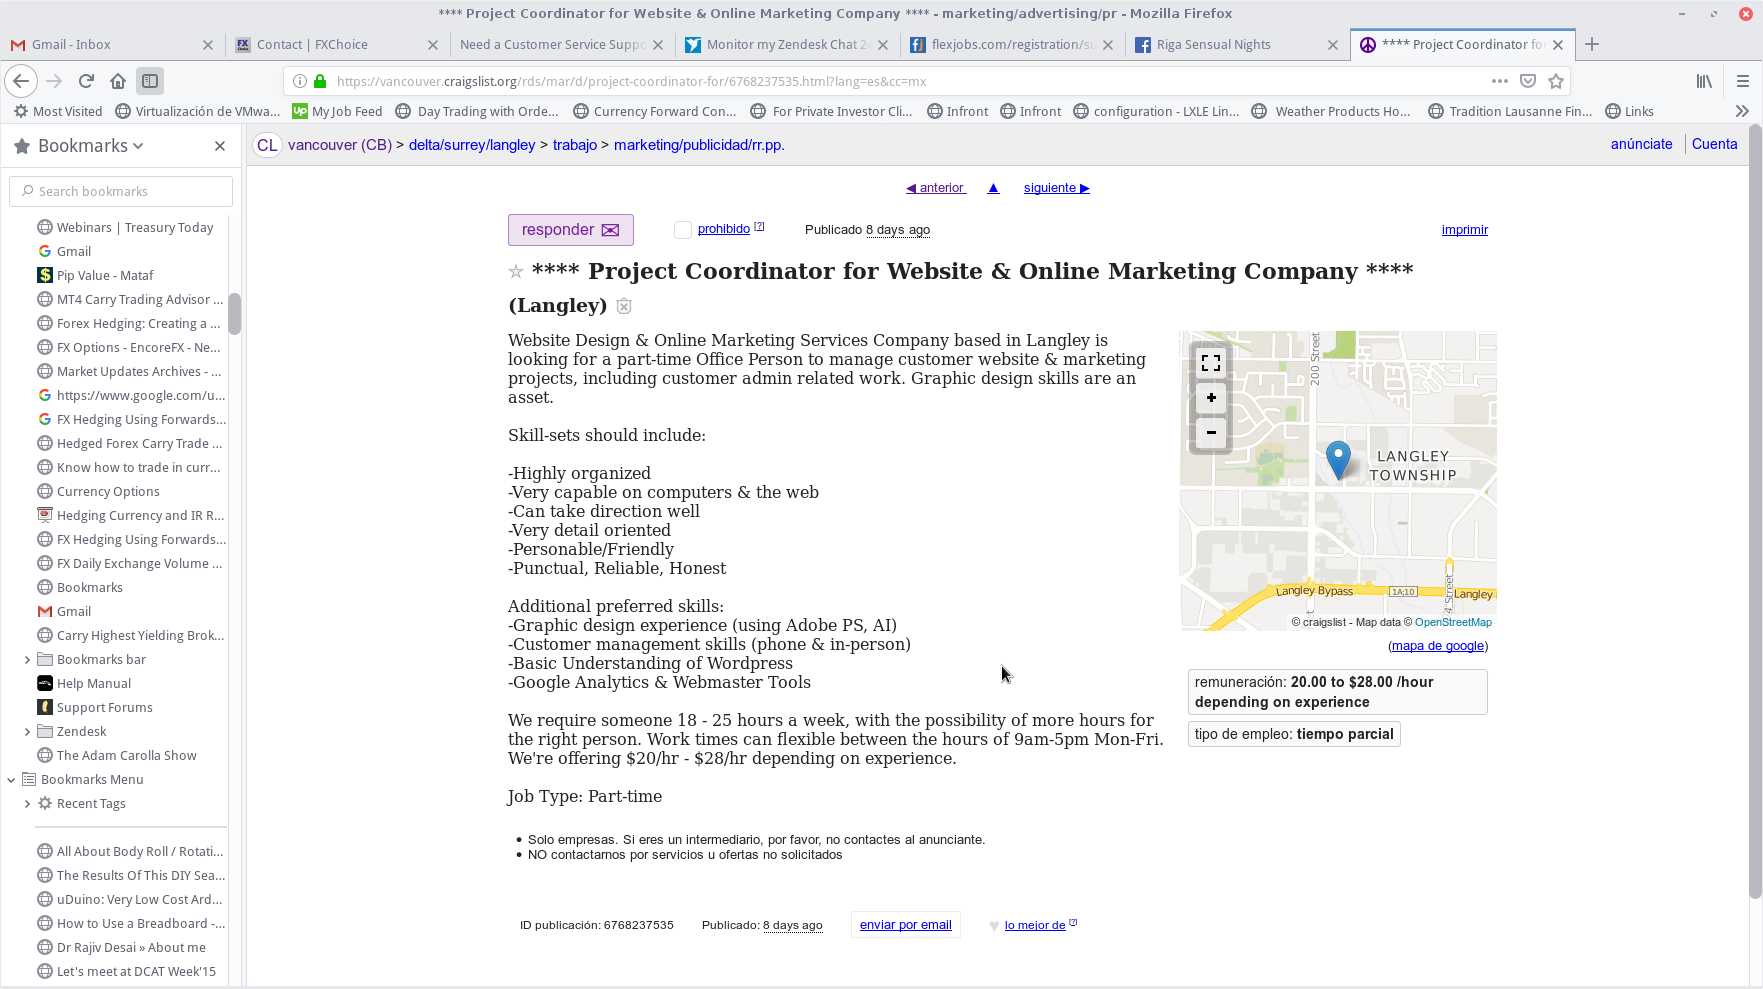 **** Project Coordinator for Website & Online Marketing Company **** - marketing/advertising/pr - Mozilla Firefox
Gmail - Inbox
Contact | FXChoice
Need a Customer Service Suppo
Monitor my Zendesk Chat 24
flexjobs.com/registration/su
Riga Sensual Nights
**** Project Coordinator fo
https://vancouver.craigslist.org/rds/mar/d/project-coordinator-for/6768237535.html?lang=es&cc=mx
Most Visited
Virtualización de VMwa...
Up My Job Feed
Day Trading with Orde...
Currency Forward Con...
For Private Investor Cli...
Infront
Infront
configuration - LXLE Lin...
Weather Products Ho...
Tradition Lausanne Fin...
Links
Bookmarks
Search bookmarks
Webinars | Treasury Today
Gmail
Pip Value - Mataf
MT4 Carry Trading Advisor ...
Forex Hedging: Creating a ...
FX Options - EncoreFX - Ne...
Market Updates Archives - ...
https://www.google.com/u...
FX Hedging Using Forwards...
Hedged Forex Carry Trade ...
Know how to trade in curr...
Currency Options
Hedging Currency and IR R...
FX Hedging Using Forwards...
FX Daily Exchange Volume ...
Bookmarks
Gmail
Carry Highest Yielding Brok...
Bookmarks bar
Help Manual
Support Forums
Zendesk
The Adam Carolla Show
Bookmarks Menu
Recent Tags
All About Body Roll / Rotati...
The Results Of This DIY Sea...
uDuino: Very Low Cost Ard...
How to Use a Breadboard -...
Dr Rajiv Desai » About me
Let's meet at DCAT Week'15
CL vancouver (CB) > delta/surrey/langley > trabajo > marketing/publicidad/rr.pp.
anúnciate
Cuenta
◀ anterior ▲ siguiente ▶
responder
prohibido [?]
Publicado 8 days ago
imprimir
☆ **** Project Coordinator for Website & Online Marketing Company ****
(Langley)
Website Design & Online Marketing Services Company based in Langley is
looking for a part-time Office Person to manage customer website & marketing
projects, including customer admin related work. Graphic design skills are an
asset.
Skill-sets should include:
-Highly organized
-Very capable on computers & the web
-Can take direction well
-Very detail oriented
-Personable/Friendly
-Punctual, Reliable, Honest
Additional preferred skills:
-Graphic design experience (using Adobe PS, AI)
-Customer management skills (phone & in-person)
-Basic Understanding of Wordpress
-Google Analytics & Webmaster Tools
We require someone 18 - 25 hours a week, with the possibility of more hours for
the right person. Work times can flexible between the hours of 9am-5pm Mon-Fri.
We're offering $20/hr - $28/hr depending on experience.
Job Type: Part-time
• Solo empresas. Si eres un intermediario, por favor, no contactes al anunciante.
• NO contactarnos por servicios u ofertas no solicitados
200 Street
+
−
LANGLEY
TOWNSHIP
Langley Bypass
1A;10
Langley
4 Street
© craigslist - Map data © OpenStreetMap
(mapa de google)
remuneración: 20.00 to $28.00 /hour
depending on experience
tipo de empleo: tiempo parcial
ID publicación: 6768237535
Publicado: 8 days ago
enviar por email
♥ lo mejor de [?]